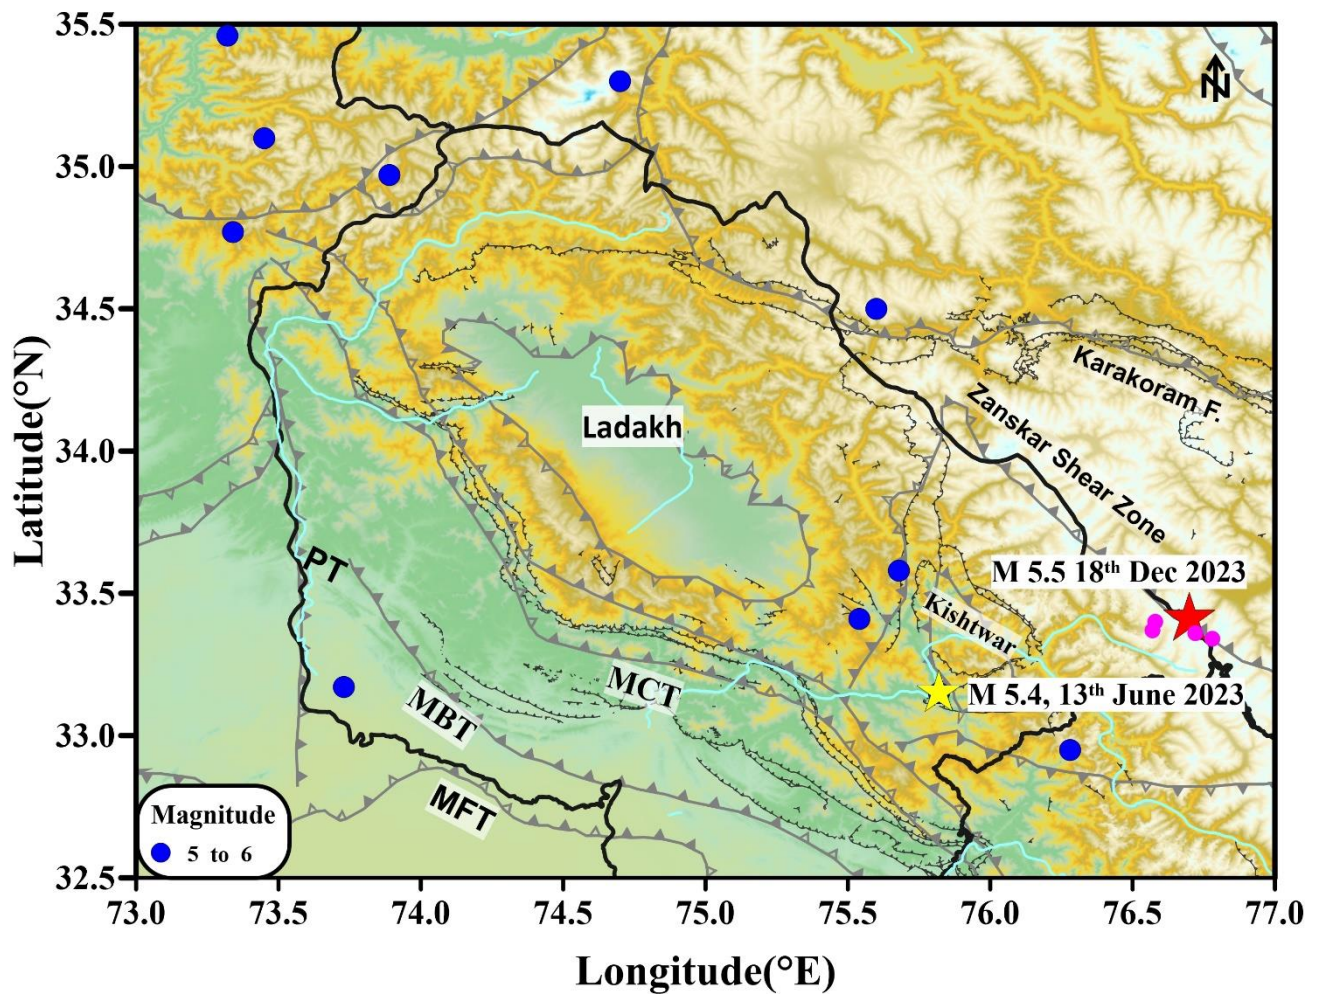 35.5
35.0
34.5
34.0
33.5
33.0
32.5
Latitude(°N)
N
Karakoram F.
Zanskar Shear Zone
Ladakh
PT
M 5.5 18th Dec 2023
Kishtwar
MCT
M 5.4, 13th June 2023
MBT
MFT
Magnitude
5 to 6
73.0 73.5 74.0 74.5 75.0 75.5 76.0 76.5 77.0
Longitude(°E)